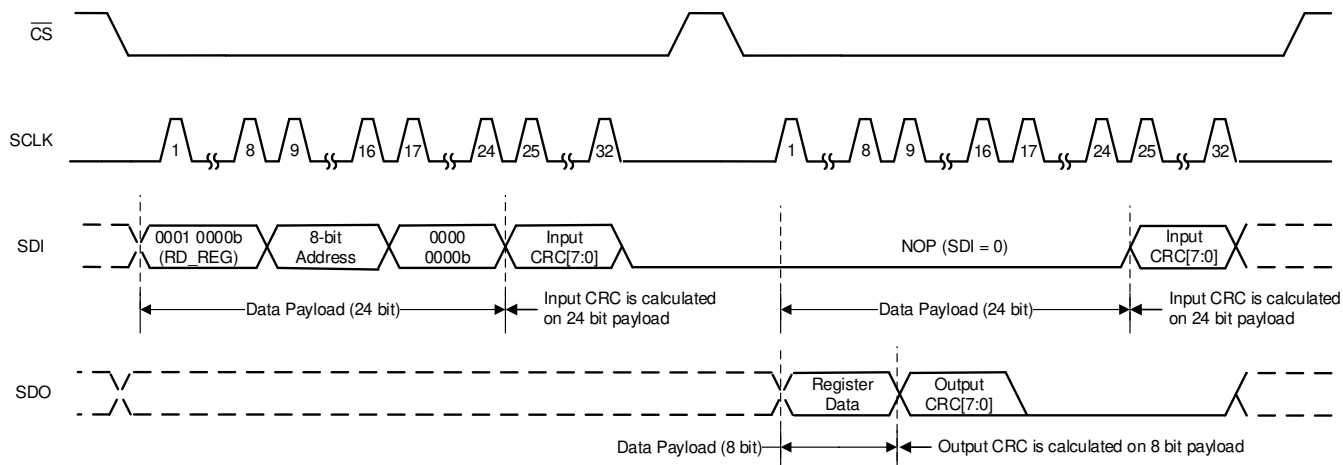 CS
SCLK
1 8 9 16 17 24 25 32 1 8 9 16 17 24 25 32
SDI
0001 0000b
(RD_REG)
8-bit
Address
0000
0000b
Input
CRC[7:0]
NOP (SDI = 0)
Input
CRC[7:0]
Data Payload (24 bit)
Input CRC is calculated
on 24 bit payload
Data Payload (24 bit)
Input CRC is calculated
on 24 bit payload
SDO
Register
Data
Output
CRC[7:0]
Data Payload (8 bit)
Output CRC is calculated on 8 bit payload